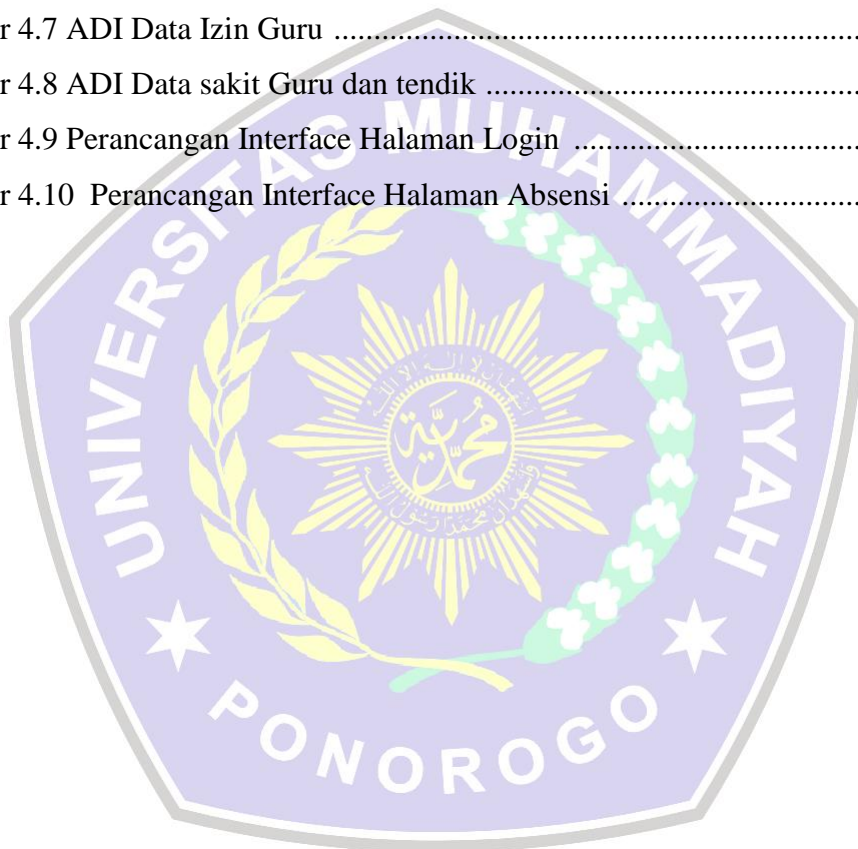 r 4.7 ADI Data Izin Guru ........................................................................
r 4.8 ADI Data sakit Guru dan tendik ....................................................
r 4.9 Perancangan Interface Halaman Login .......................................
r 4.10  Perancangan Interface Halaman Absensi .................................
UNIVERSITAS MUHAMMADIYAH
PONOROGO